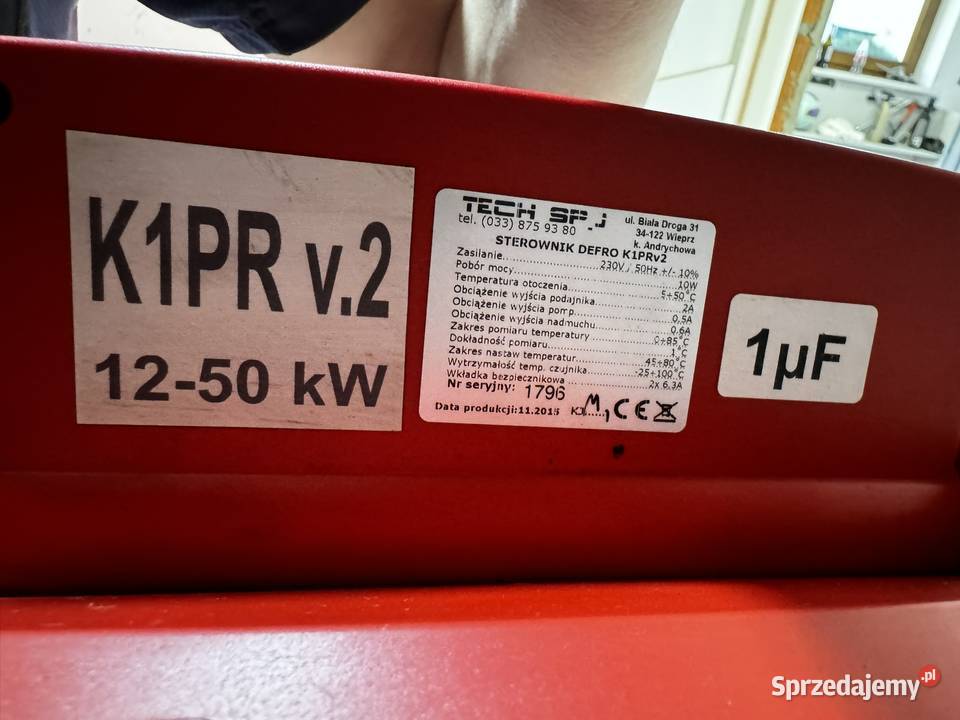 K1PR v.2
12-50 kW
TECH SP.J
tel. (033) 875 93 80
ul. Biała Droga 31
34-122 Wieprz
k. Andrychowa
STEROWNIK DEFRO K1PRv2
Zasilanie...230V, 50Hz +/- 10%
Pobór mocy...10W
Temperatura otoczenia...5÷50°C
Obciążenie wyjścia podajnika...2A
Obciążenie wyjścia pomp...0,5A
Obciążenie wyjścia nadmuchu...0,6A
Zakres pomiaru temperatury...0÷85°C
Dokładność pomiaru...1°C
Zakres nastaw temperatur...45÷80°C
Wytrzymałość temp. czujnika...-25÷100°C
Wkładka bezpiecznikowa...2x 6,3A
Nr seryjny: 1796
Data produkcji:11.2015 KJ CE
1µF
Sprzedajemy.pl